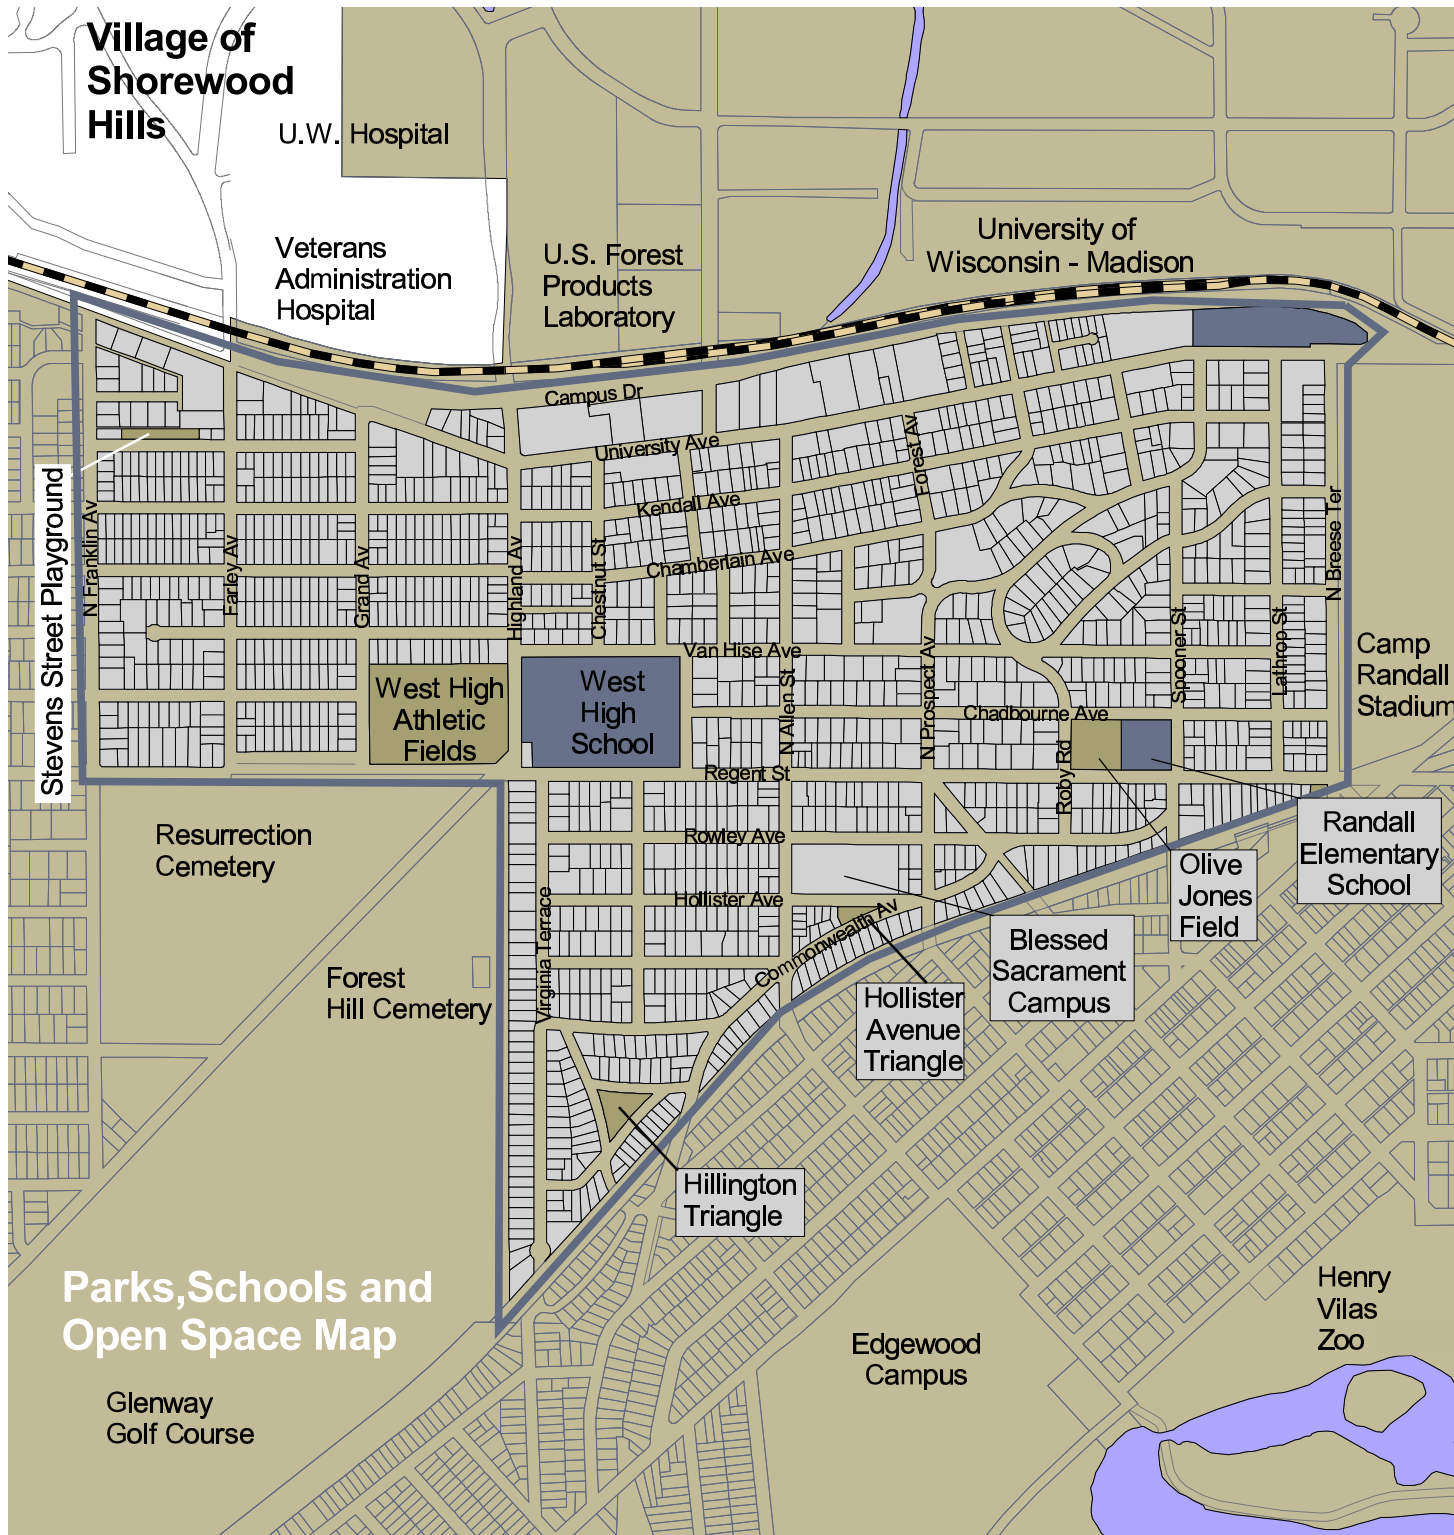 Village of
Shorewood
Hills
U.W. Hospital
Veterans
Administration
Hospital
U.S. Forest
Products
Laboratory
University of
Wisconsin - Madison
Campus Dr
University Ave
Kendall Ave
Chamberlain Ave
Forest Av
Stevens Street Playground
N Franklin Av
Farley Av
Grand Av
Highland Av
Chestnut St
N Breese Ter
Van Hise Ave
Spooner St
Lathrop St
Camp
Randall
Stadium
West High
Athletic
Fields
West
High
School
N Allen St
N Prospect Av
Chadbourne Ave
Roby Rd
Regent St
Rowley Ave
Hollister Ave
Commonwealth Av
Virginia Terrace
Resurrection
Cemetery
Forest
Hill Cemetery
Randall
Elementary
School
Olive
Jones
Field
Blessed
Sacrament
Campus
Hollister
Avenue
Triangle
Hillington
Triangle
Parks,Schools and
Open Space Map
Glenway
Golf Course
Edgewood
Campus
Henry
Vilas
Zoo